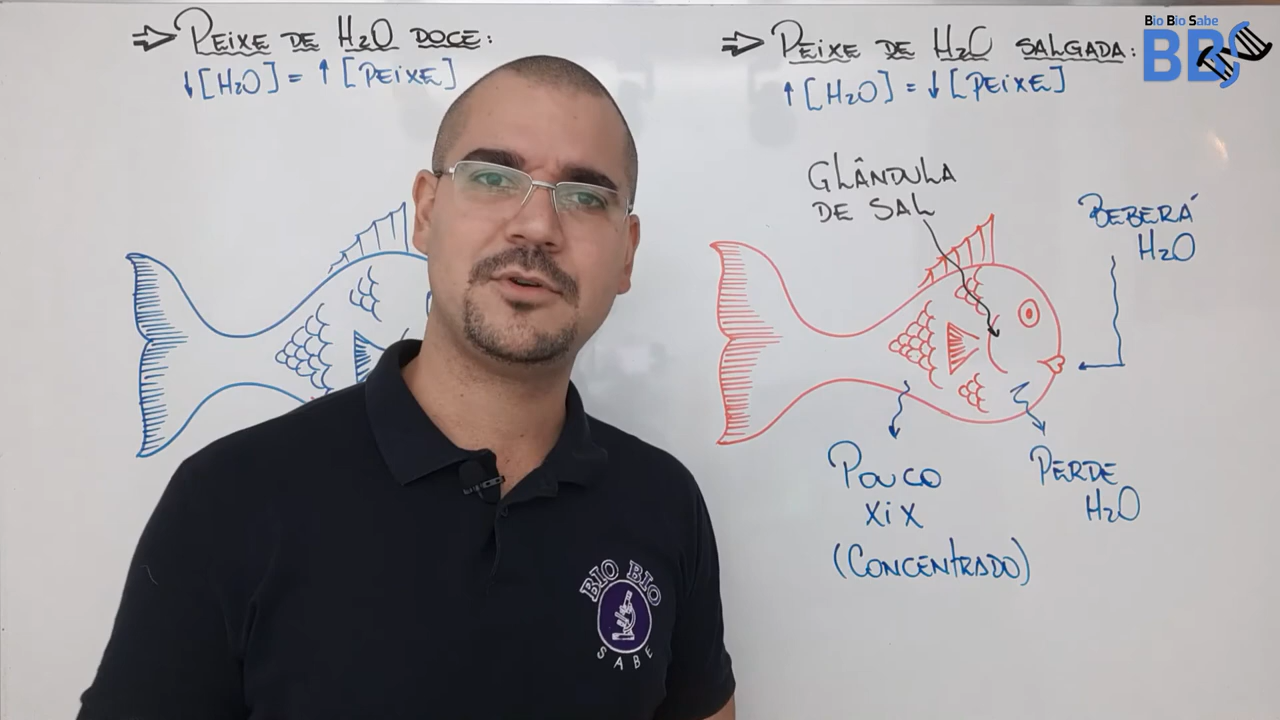 ⇒ PEIXE DE H₂O DOCE:
↓[H₂O] = ↑[PEIXE]
⇒ PEIXE DE H₂O SALGADA:
↑[H₂O] = ↓[PEIXE]
GLÂNDULA
DE SAL
BEBERÁ
H₂O
POUCO
XIX
(CONCENTRADO)
PERDE
H₂O
Bio Bio Sabe
BBS
BIO BIO
SABE